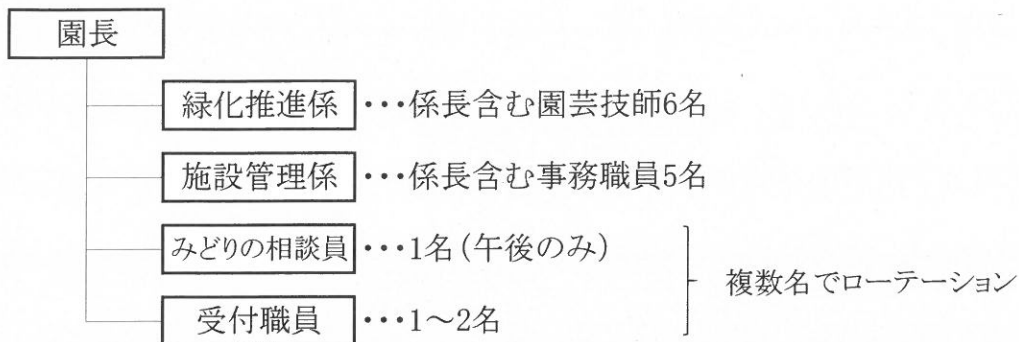 園長
緑化推進係 ・・・係長含む園芸技師6名
施設管理係 ・・・係長含む事務職員5名
みどりの相談員 ・・・1名(午後のみ)
複数名でローテーション
受付職員 ・・・1～2名